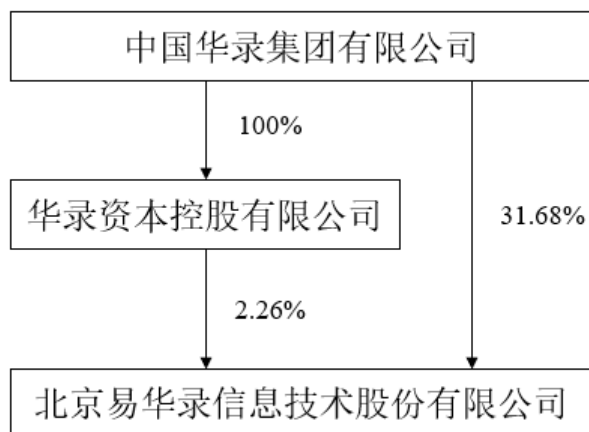 中国华录集团有限公司
100%
华录资本控股有限公司
31.68%
2.26%
北京易华录信息技术股份有限公司